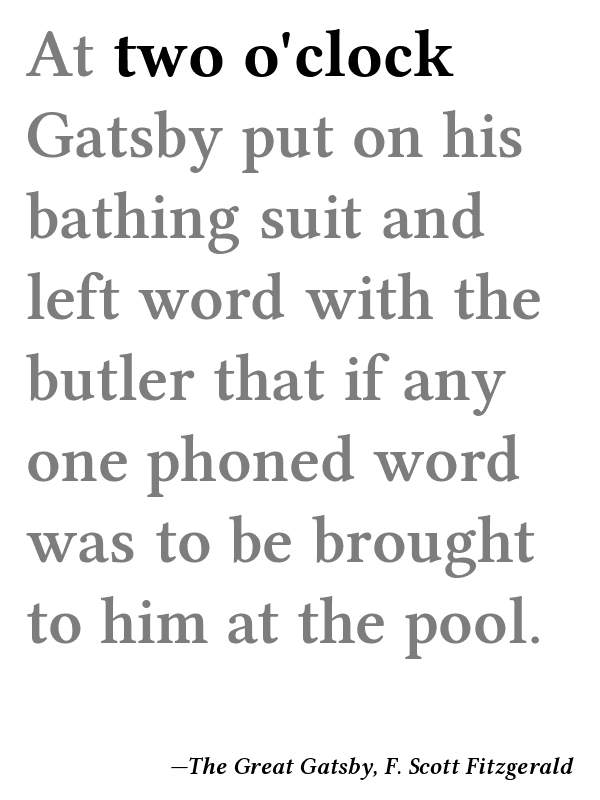 At two o'clock
Gatsby put on his
bathing suit and
left word with the
butler that if any
one phoned word
was to be brought
to him at the pool.
—The Great Gatsby, F. Scott Fitzgerald